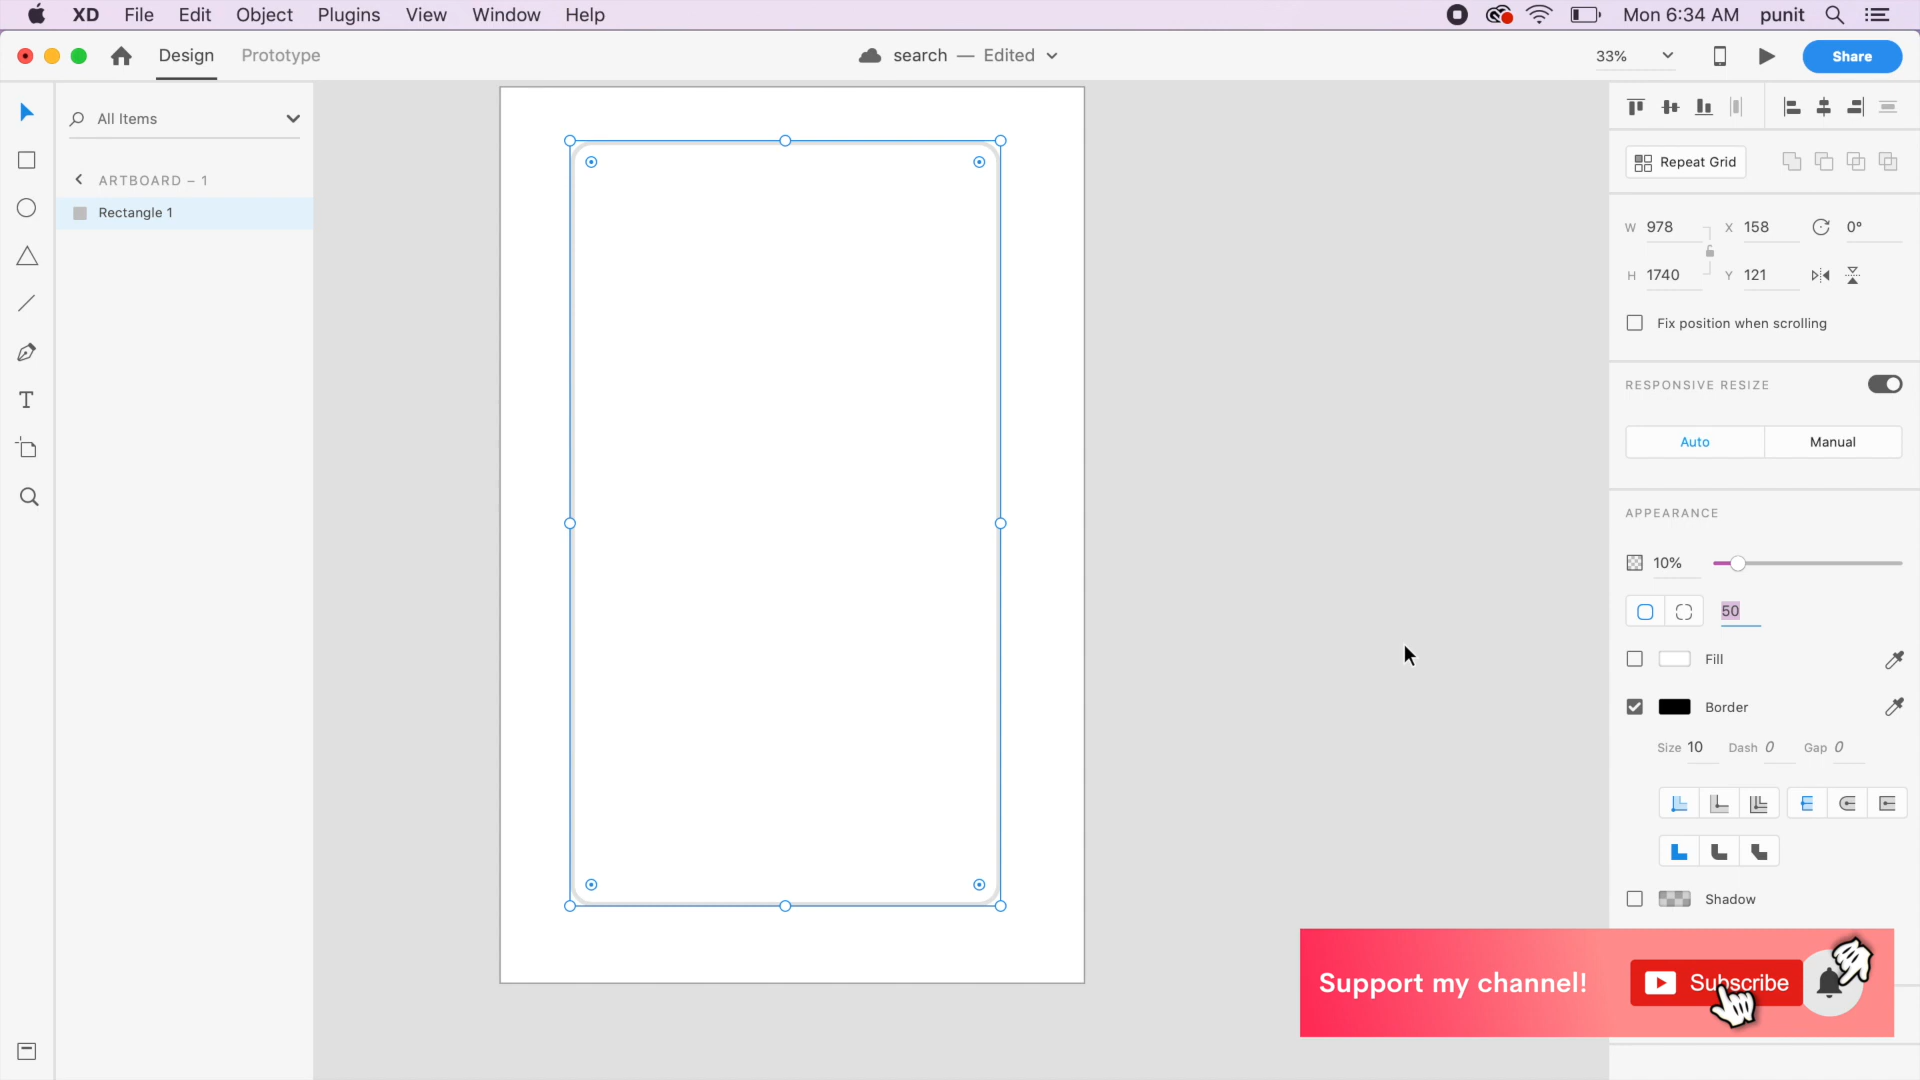 XD File Edit Object Plugins View Window Help Mon 6:34 AM punit
Design Prototype search — Edited 33% Share
All Items
ARTBOARD – 1
Rectangle 1
Repeat Grid
W 978 X 158 0°
H 1740 Y 121
Fix position when scrolling
RESPONSIVE RESIZE
Auto Manual
APPEARANCE
10%
50
Fill
Border
Size 10 Dash 0 Gap 0
Shadow
Support my channel! Subscribe